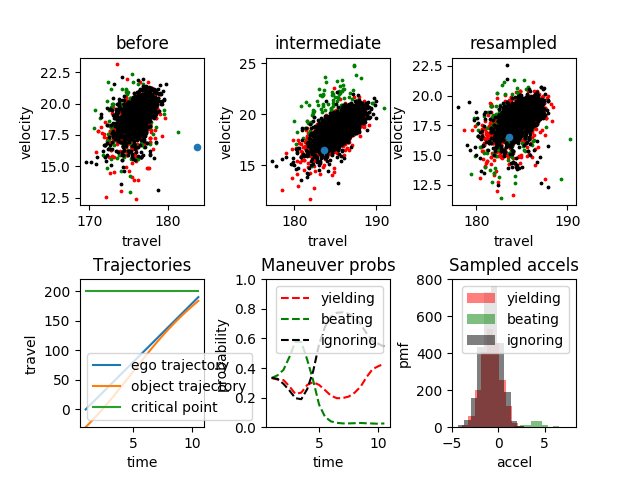 before
intermediate
resampled
22.5
20.0
17.5
15.0
12.5
velocity
170
180
travel
25
20
15
velocity
180
190
travel
22.5
20.0
17.5
15.0
12.5
velocity
180
190
travel
Trajectories
Maneuver probs
Sampled accels
200
150
100
50
0
travel
ego trajectory
object trajectory
critical point
5
10
time
1.0
0.8
0.6
0.4
0.2
0.0
probability
yielding
beating
ignoring
5
10
time
800
600
400
200
0
pmf
yielding
beating
ignoring
−5
0
5
accel